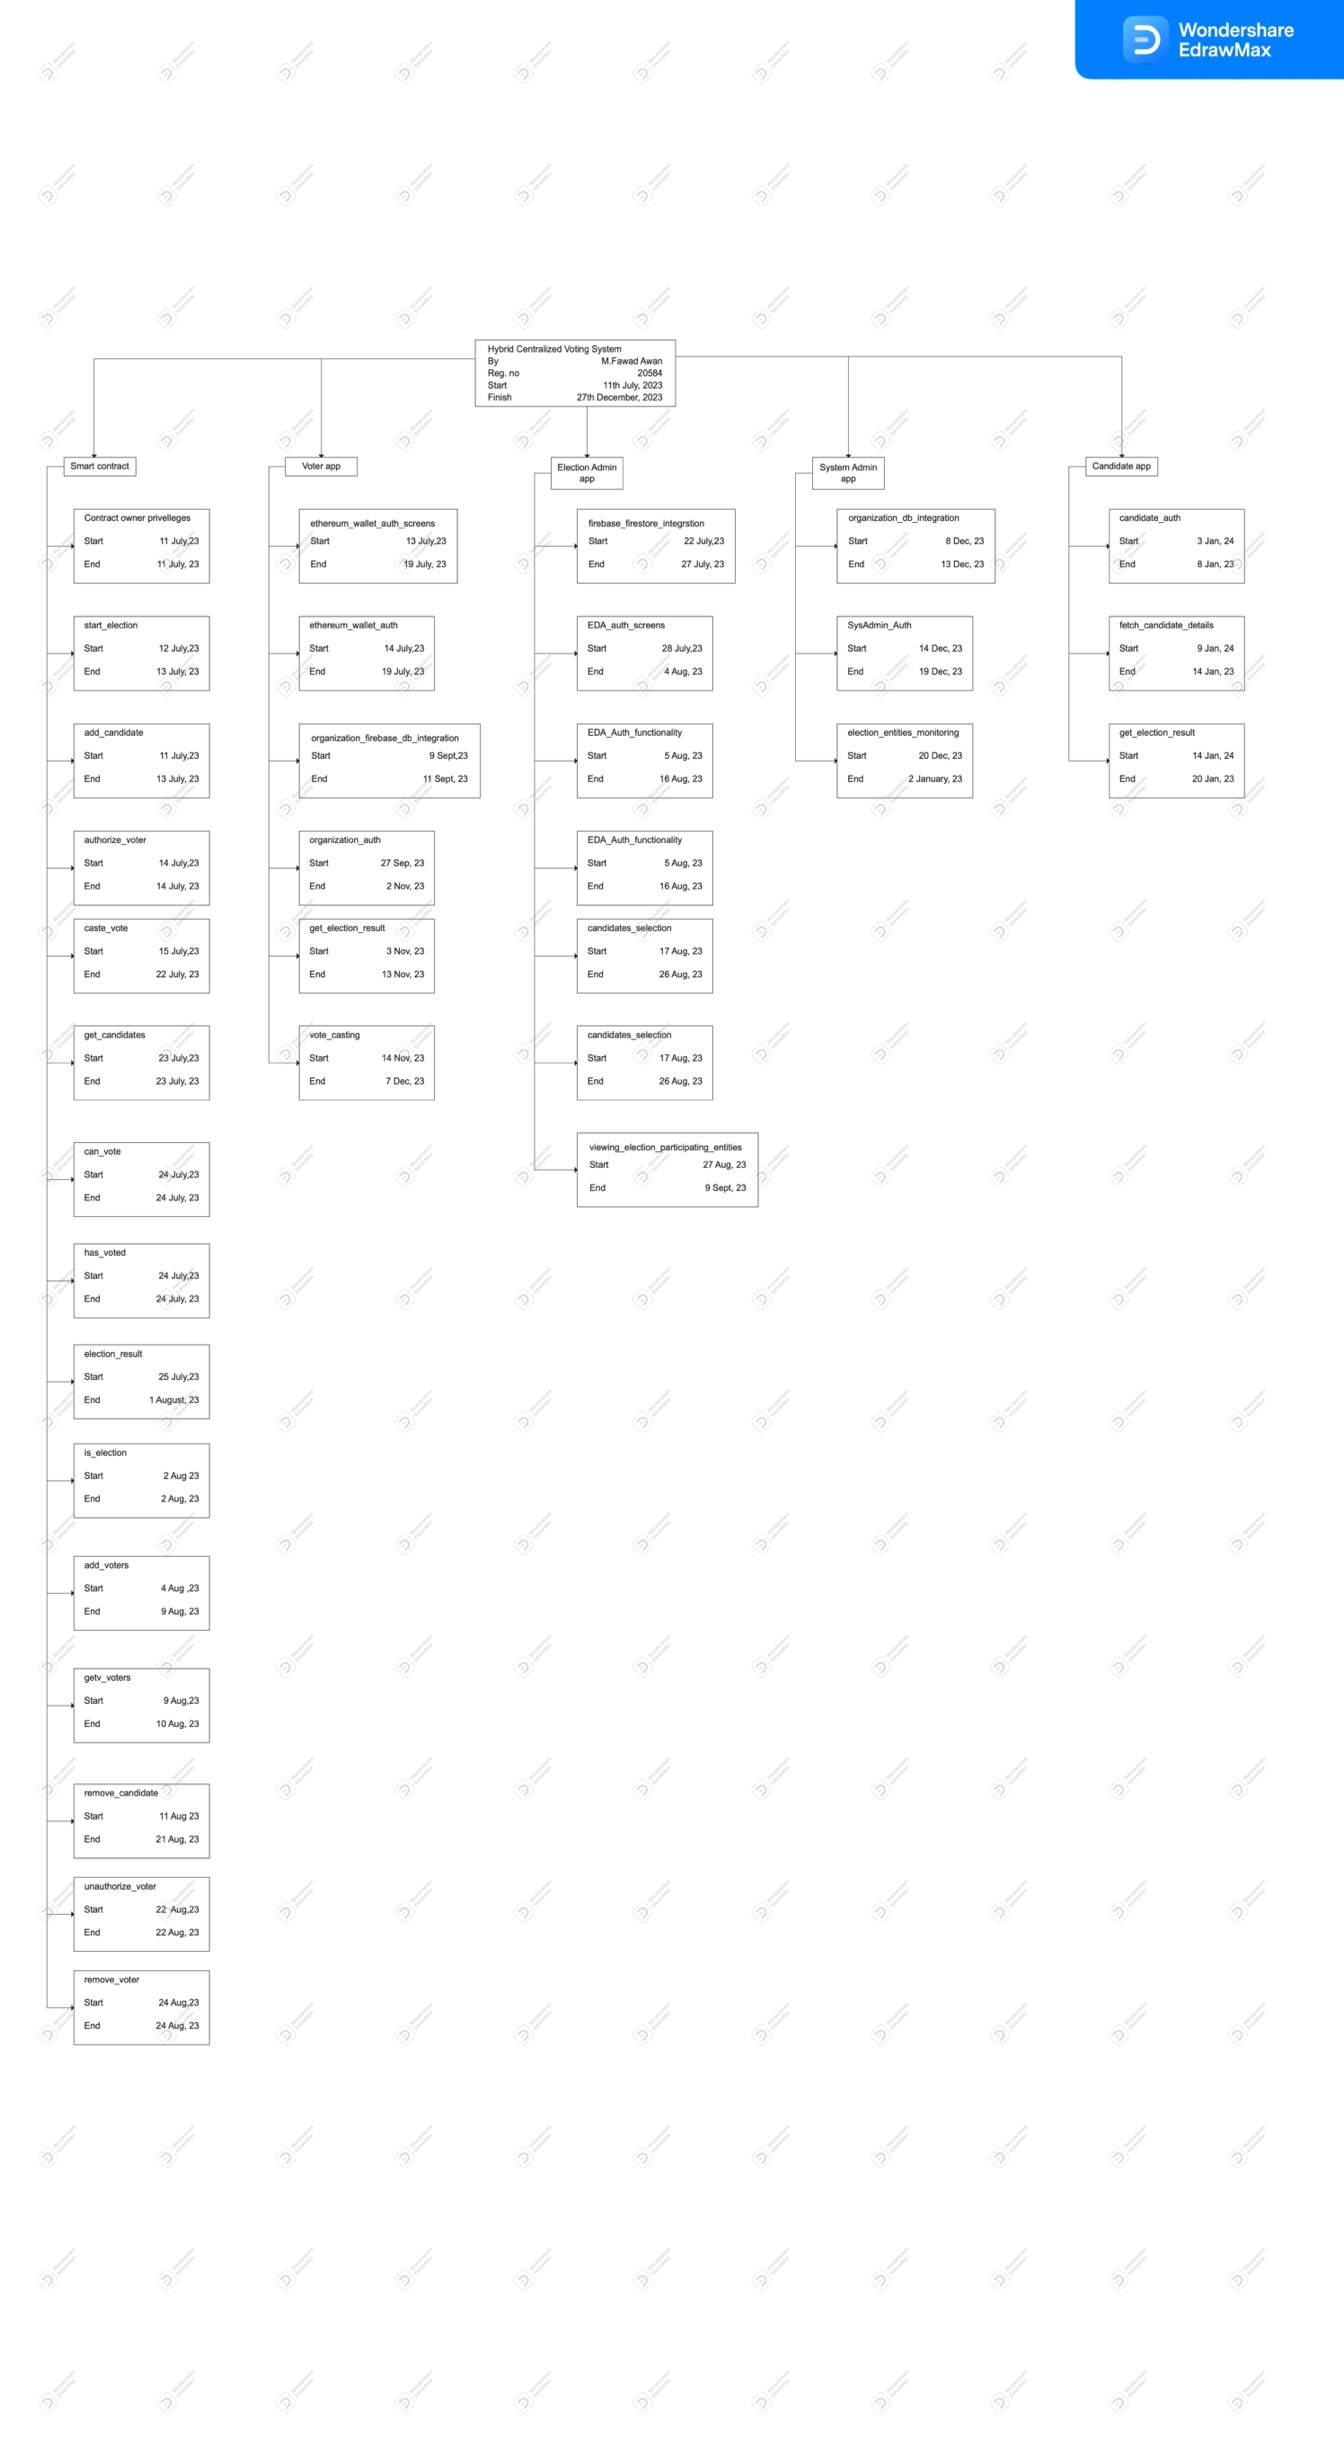 Wondershare
EdrawMax
Hybrid Centralized Voting System
By M.Fawad Awan
Reg. no 20584
Start 11th July, 2023
Finish 27th December, 2023
Smart contract
Contract owner privelleges
Start 11 July,23
End 11 July, 23
start_election
Start 12 July,23
End 13 July, 23
add_candidate
Start 11 July,23
End 13 July, 23
authorize_voter
Start 14 July,23
End 14 July, 23
caste_vote
Start 15 July,23
End 22 July, 23
get_candidates
Start 23 July,23
End 23 July, 23
can_vote
Start 24 July,23
End 24 July, 23
has_voted
Start 24 July,23
End 24 July, 23
election_result
Start 25 July,23
End 1 August, 23
is_election
Start 2 Aug 23
End 2 Aug, 23
add_voters
Start 4 Aug ,23
End 9 Aug, 23
getv_voters
Start 9 Aug,23
End 10 Aug, 23
remove_candidate
Start 11 Aug 23
End 21 Aug, 23
unauthorize_voter
Start 22 Aug,23
End 22 Aug, 23
remove_voter
Start 24 Aug,23
End 24 Aug, 23
Voter app
ethereum_wallet_auth_screens
Start 13 July,23
End 19 July, 23
ethereum_wallet_auth
Start 14 July,23
End 19 July, 23
organization_firebase_db_integration
Start 9 Sept,23
End 11 Sept, 23
organization_auth
Start 27 Sep, 23
End 2 Nov, 23
get_election_result
Start 3 Nov, 23
End 13 Nov, 23
vote_casting
Start 14 Nov, 23
End 7 Dec, 23
Election Admin
app
firebase_firestore_integrstion
Start 22 July,23
End 27 July, 23
EDA_auth_screens
Start 28 July,23
End 4 Aug, 23
EDA_Auth_functionality
Start 5 Aug, 23
End 16 Aug, 23
EDA_Auth_functionality
Start 5 Aug, 23
End 16 Aug, 23
candidates_selection
Start 17 Aug, 23
End 26 Aug, 23
candidates_selection
Start 17 Aug, 23
End 26 Aug, 23
viewing_election_participating_entities
Start 27 Aug, 23
End 9 Sept, 23
System Admin
app
organization_db_integration
Start 8 Dec, 23
End 13 Dec, 23
SysAdmin_Auth
Start 14 Dec, 23
End 19 Dec, 23
election_entities_monitoring
Start 20 Dec, 23
End 2 January, 23
Candidate app
candidate_auth
Start 3 Jan, 24
End 8 Jan, 23
fetch_candidate_details
Start 9 Jan, 24
End 14 Jan, 23
get_election_result
Start 14 Jan, 24
End 20 Jan, 23